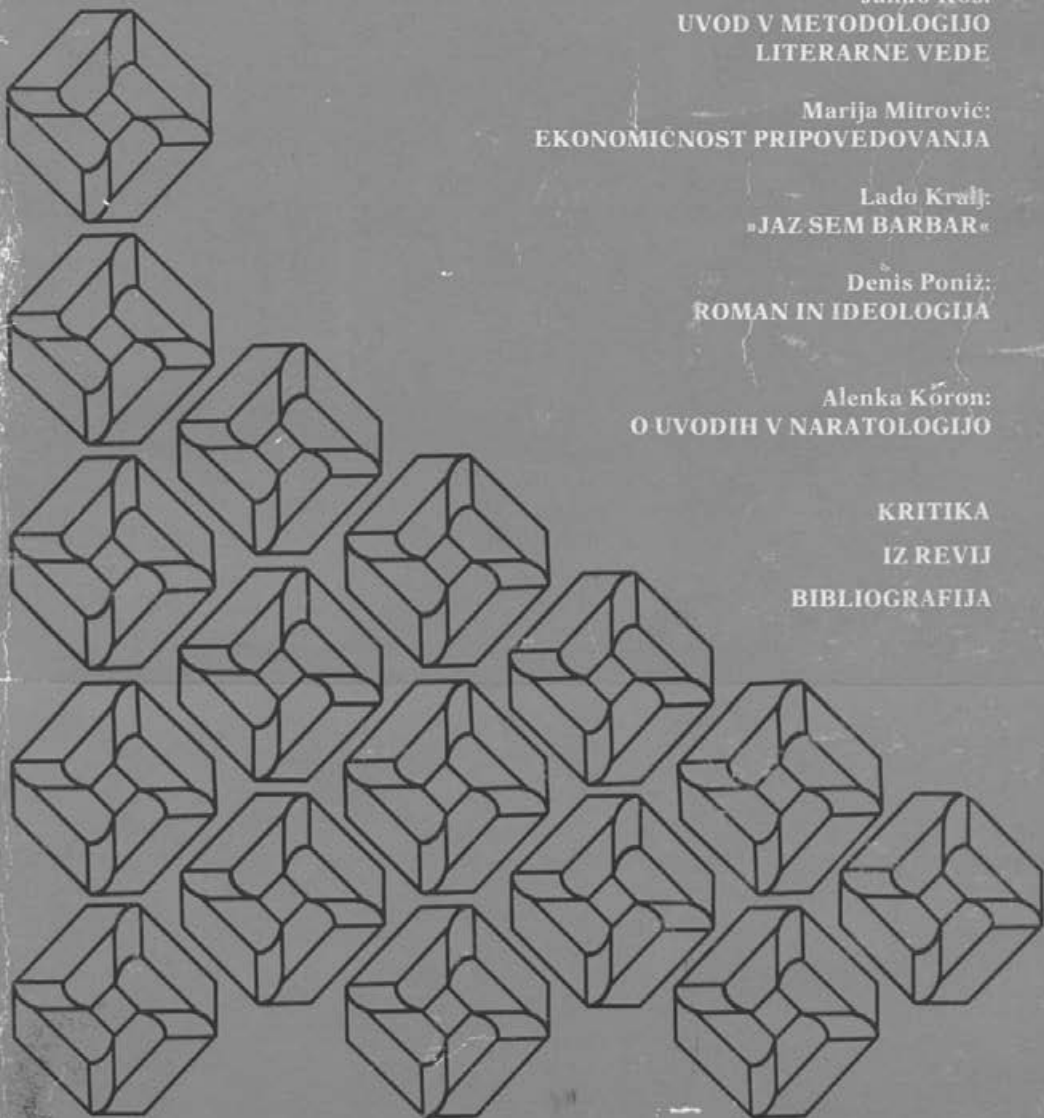 UVOD V METODOLOGIJO
LITERARNE VEDE
Marija Mitrović:
EKONOMIČNOST PRIPOVEDOVANJA
Lado Kralj:
»JAZ SEM BARBAR«
Denis Poniž:
ROMAN IN IDEOLOGIJA
Alenka Koron:
O UVODIH V NARATOLOGIJO
KRITIKA
IZ REVIJ
BIBLIOGRAFIJA